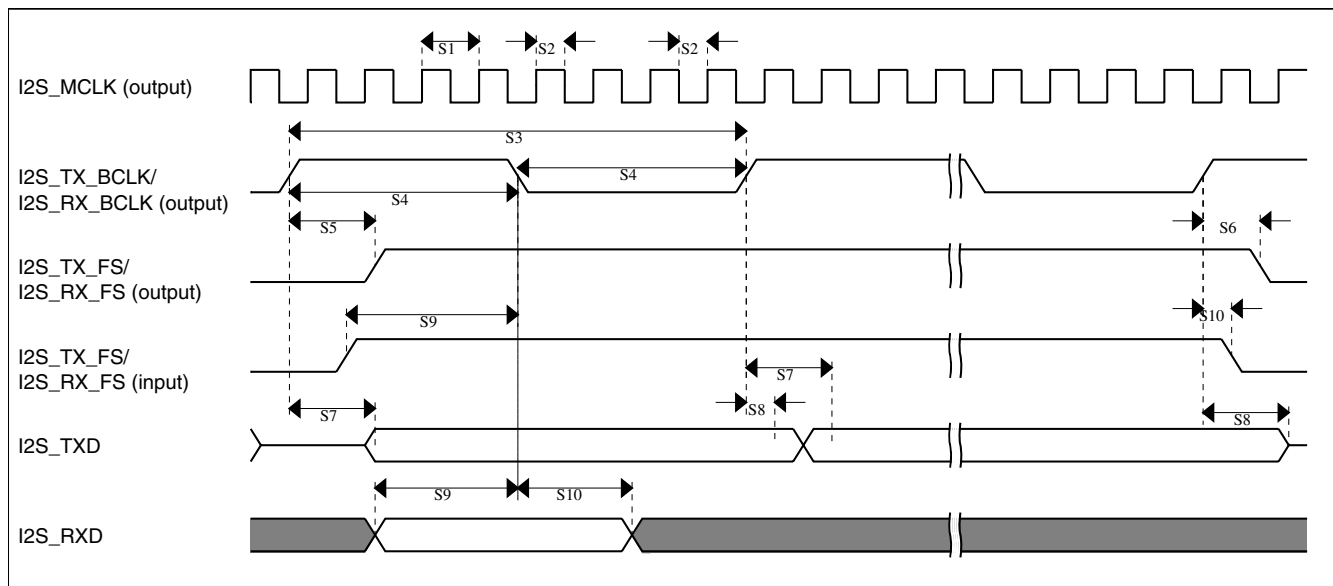 S1 S2 S2
I2S_MCLK (output)
S3
I2S_TX_BCLK/
I2S_RX_BCLK (output)
S4
S4
S5 S6
I2S_TX_FS/
I2S_RX_FS (output)
S9 S10
I2S_TX_FS/
I2S_RX_FS (input)
S7
S7 S8 S8
I2S_TXD
S9 S10
I2S_RXD